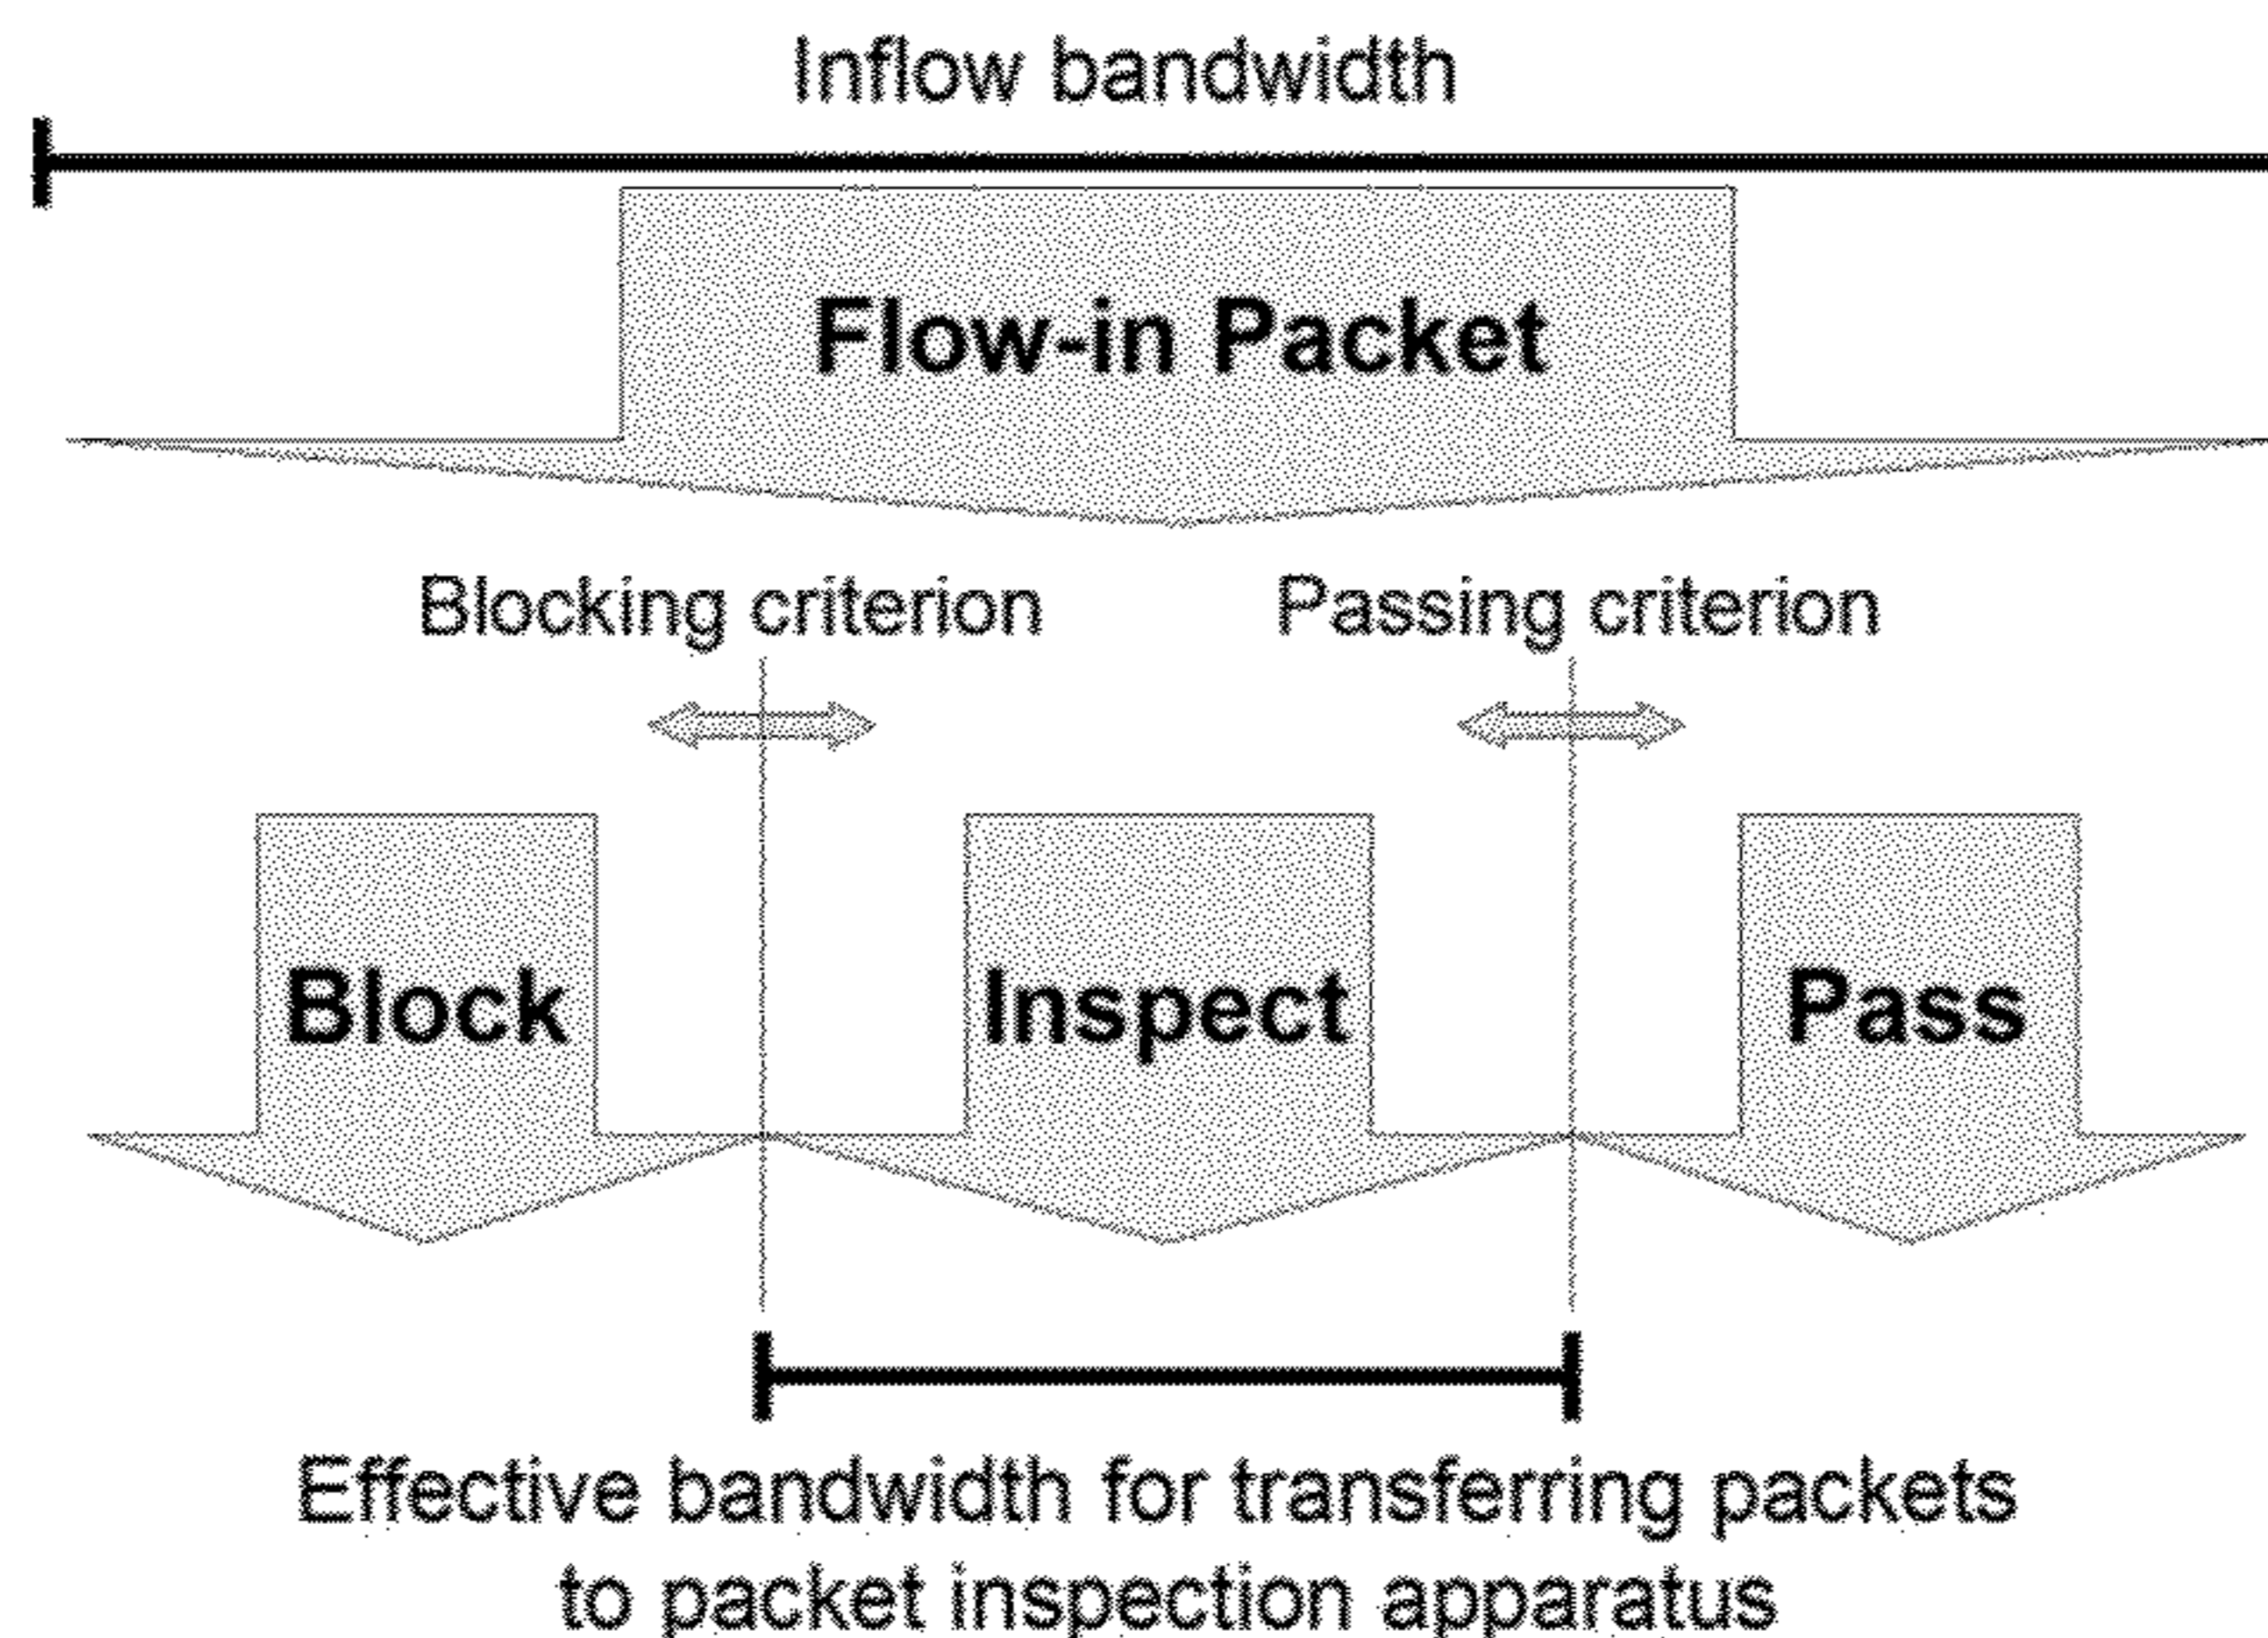 Inflow bandwidth
Flow-in Packet
Blocking criterion
Passing criterion
Block
Inspect
Pass
Effective bandwidth for transferring packets
to packet inspection apparatus